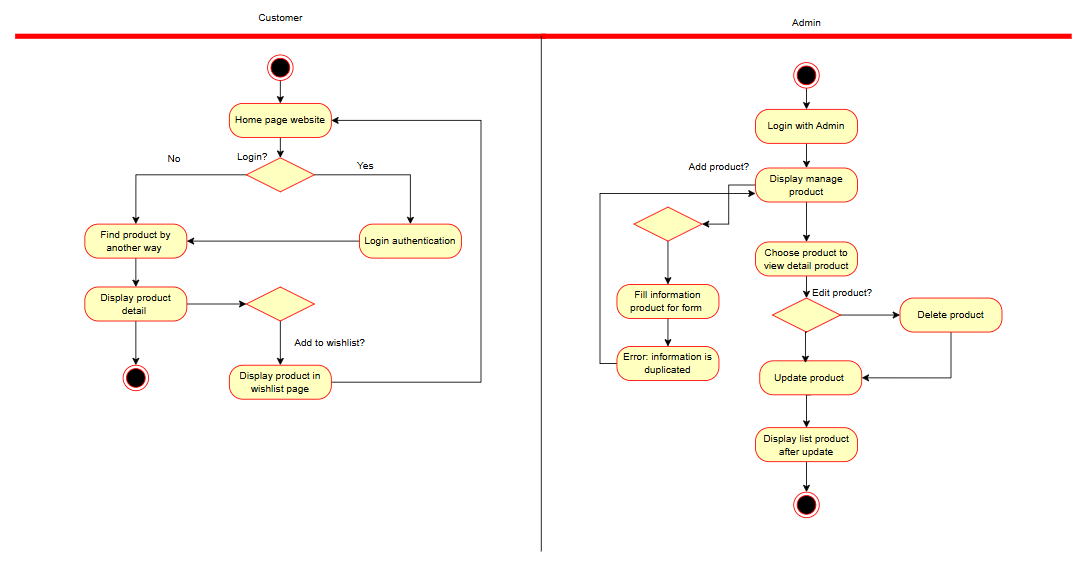 Customer
Admin
Home page website
Login?
No
Yes
Find product by
another way
Login authentication
Display product
detail
Add to wishlist?
Display product in
wishlist page
Login with Admin
Add product?
Display manage
product
Choose product to
view detail product
Fill information
product for form
Edit product?
Delete product
Error: information is
duplicated
Update product
Display list product
after update